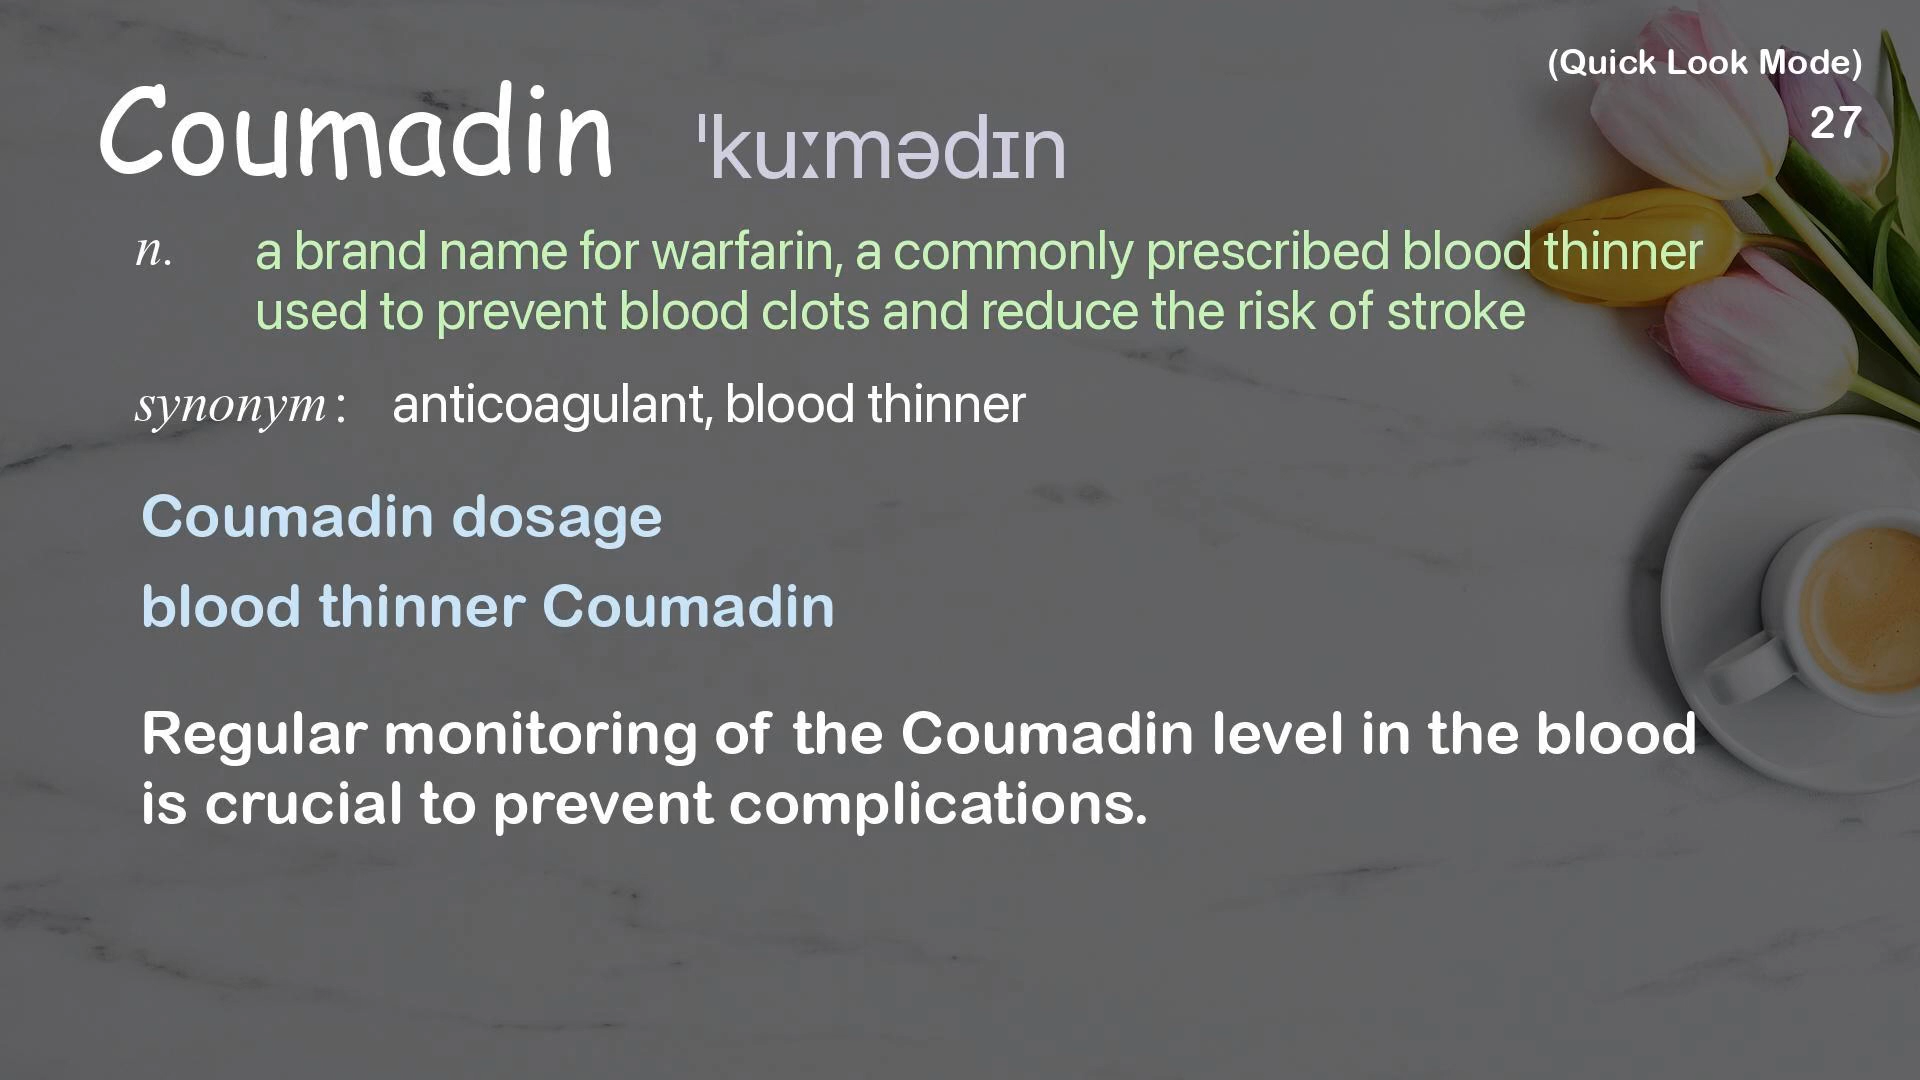 (Quick Look Mode)
27
Coumadin ˈkuːmədɪn
n. a brand name for warfarin, a commonly prescribed blood thinner
used to prevent blood clots and reduce the risk of stroke
synonym: anticoagulant, blood thinner
Coumadin dosage
blood thinner Coumadin
Regular monitoring of the Coumadin level in the blood
is crucial to prevent complications.